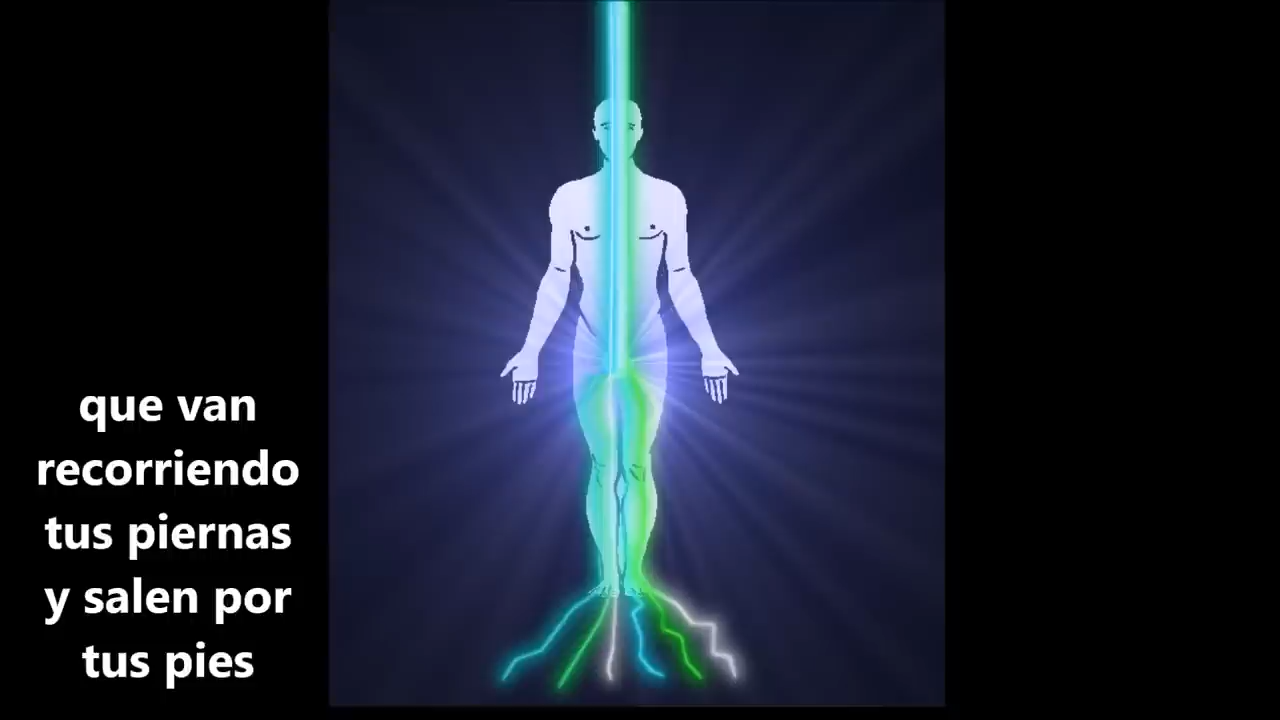 que van
recorriendo
tus piernas
y salen por
tus pies